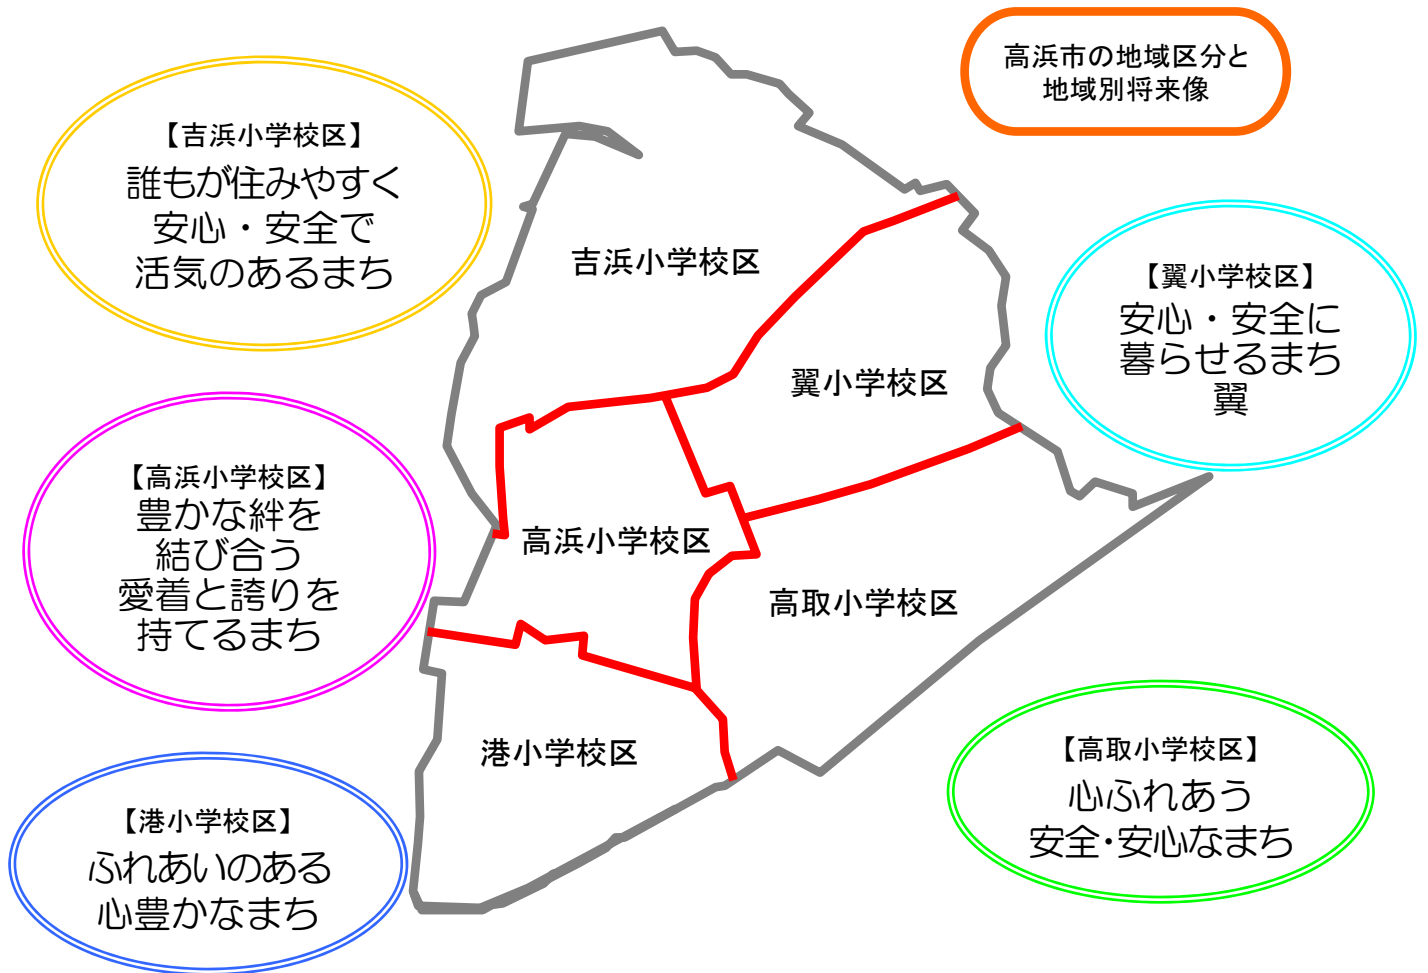 高浜市の地域区分と
地域別将来像
【吉浜小学校区】
誰もが住みやすく
安心・安全で
活気のあるまち
吉浜小学校区
【翼小学校区】
安心・安全に
暮らせるまち
翼
翼小学校区
【高浜小学校区】
豊かな絆を
結び合う
愛着と誇りを
持てるまち
高浜小学校区
高取小学校区
港小学校区
【高取小学校区】
心ふれあう
安全・安心なまち
【港小学校区】
ふれあいのある
心豊かなまち